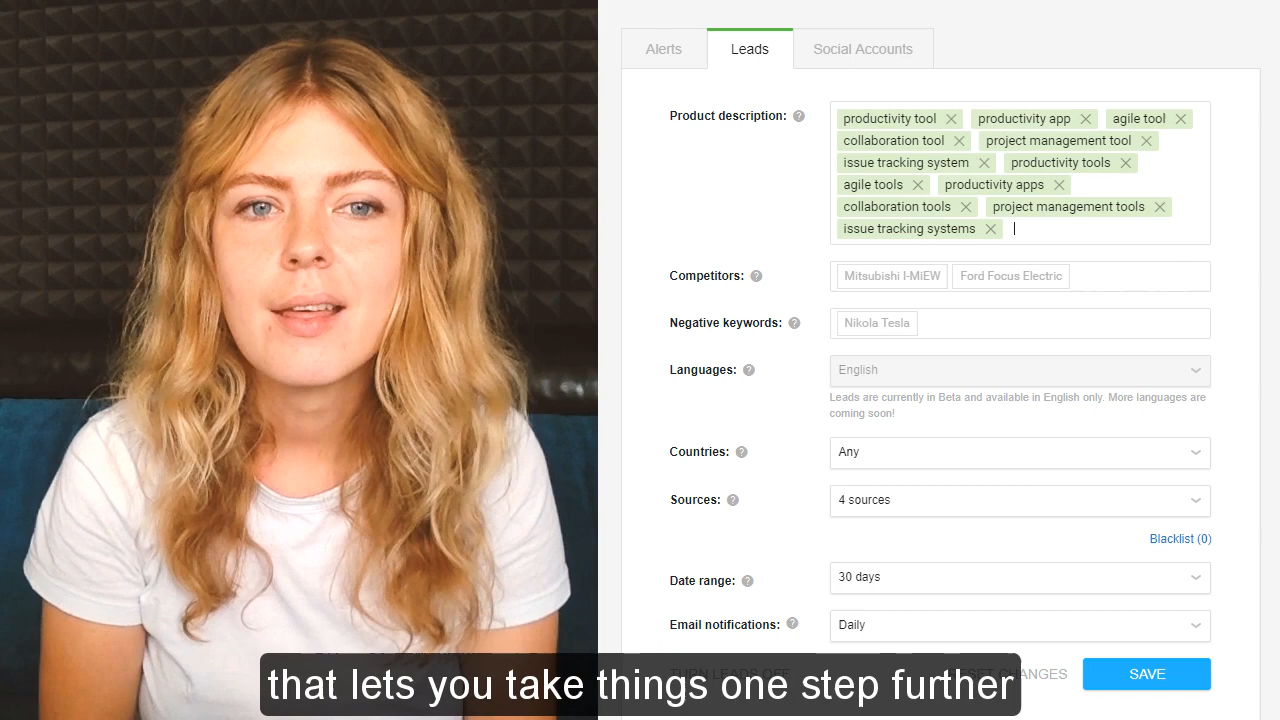 Alerts Leads Social Accounts
Product description: productivity tool productivity app agile tool
collaboration tool project management tool
issue tracking system productivity tools
agile tools productivity apps
collaboration tools project management tools
issue tracking systems
Competitors: Mitsubishi I-MiEW Ford Focus Electric
Negative keywords: Nikola Tesla
Languages: English
Leads are currently in Beta and available in English only. More languages are
coming soon!
Countries: Any
Sources: 4 sources
Blacklist (0)
Date range: 30 days
Email notifications: Daily
TURN LEADS OFF CHANGES SAVE
that lets you take things one step further